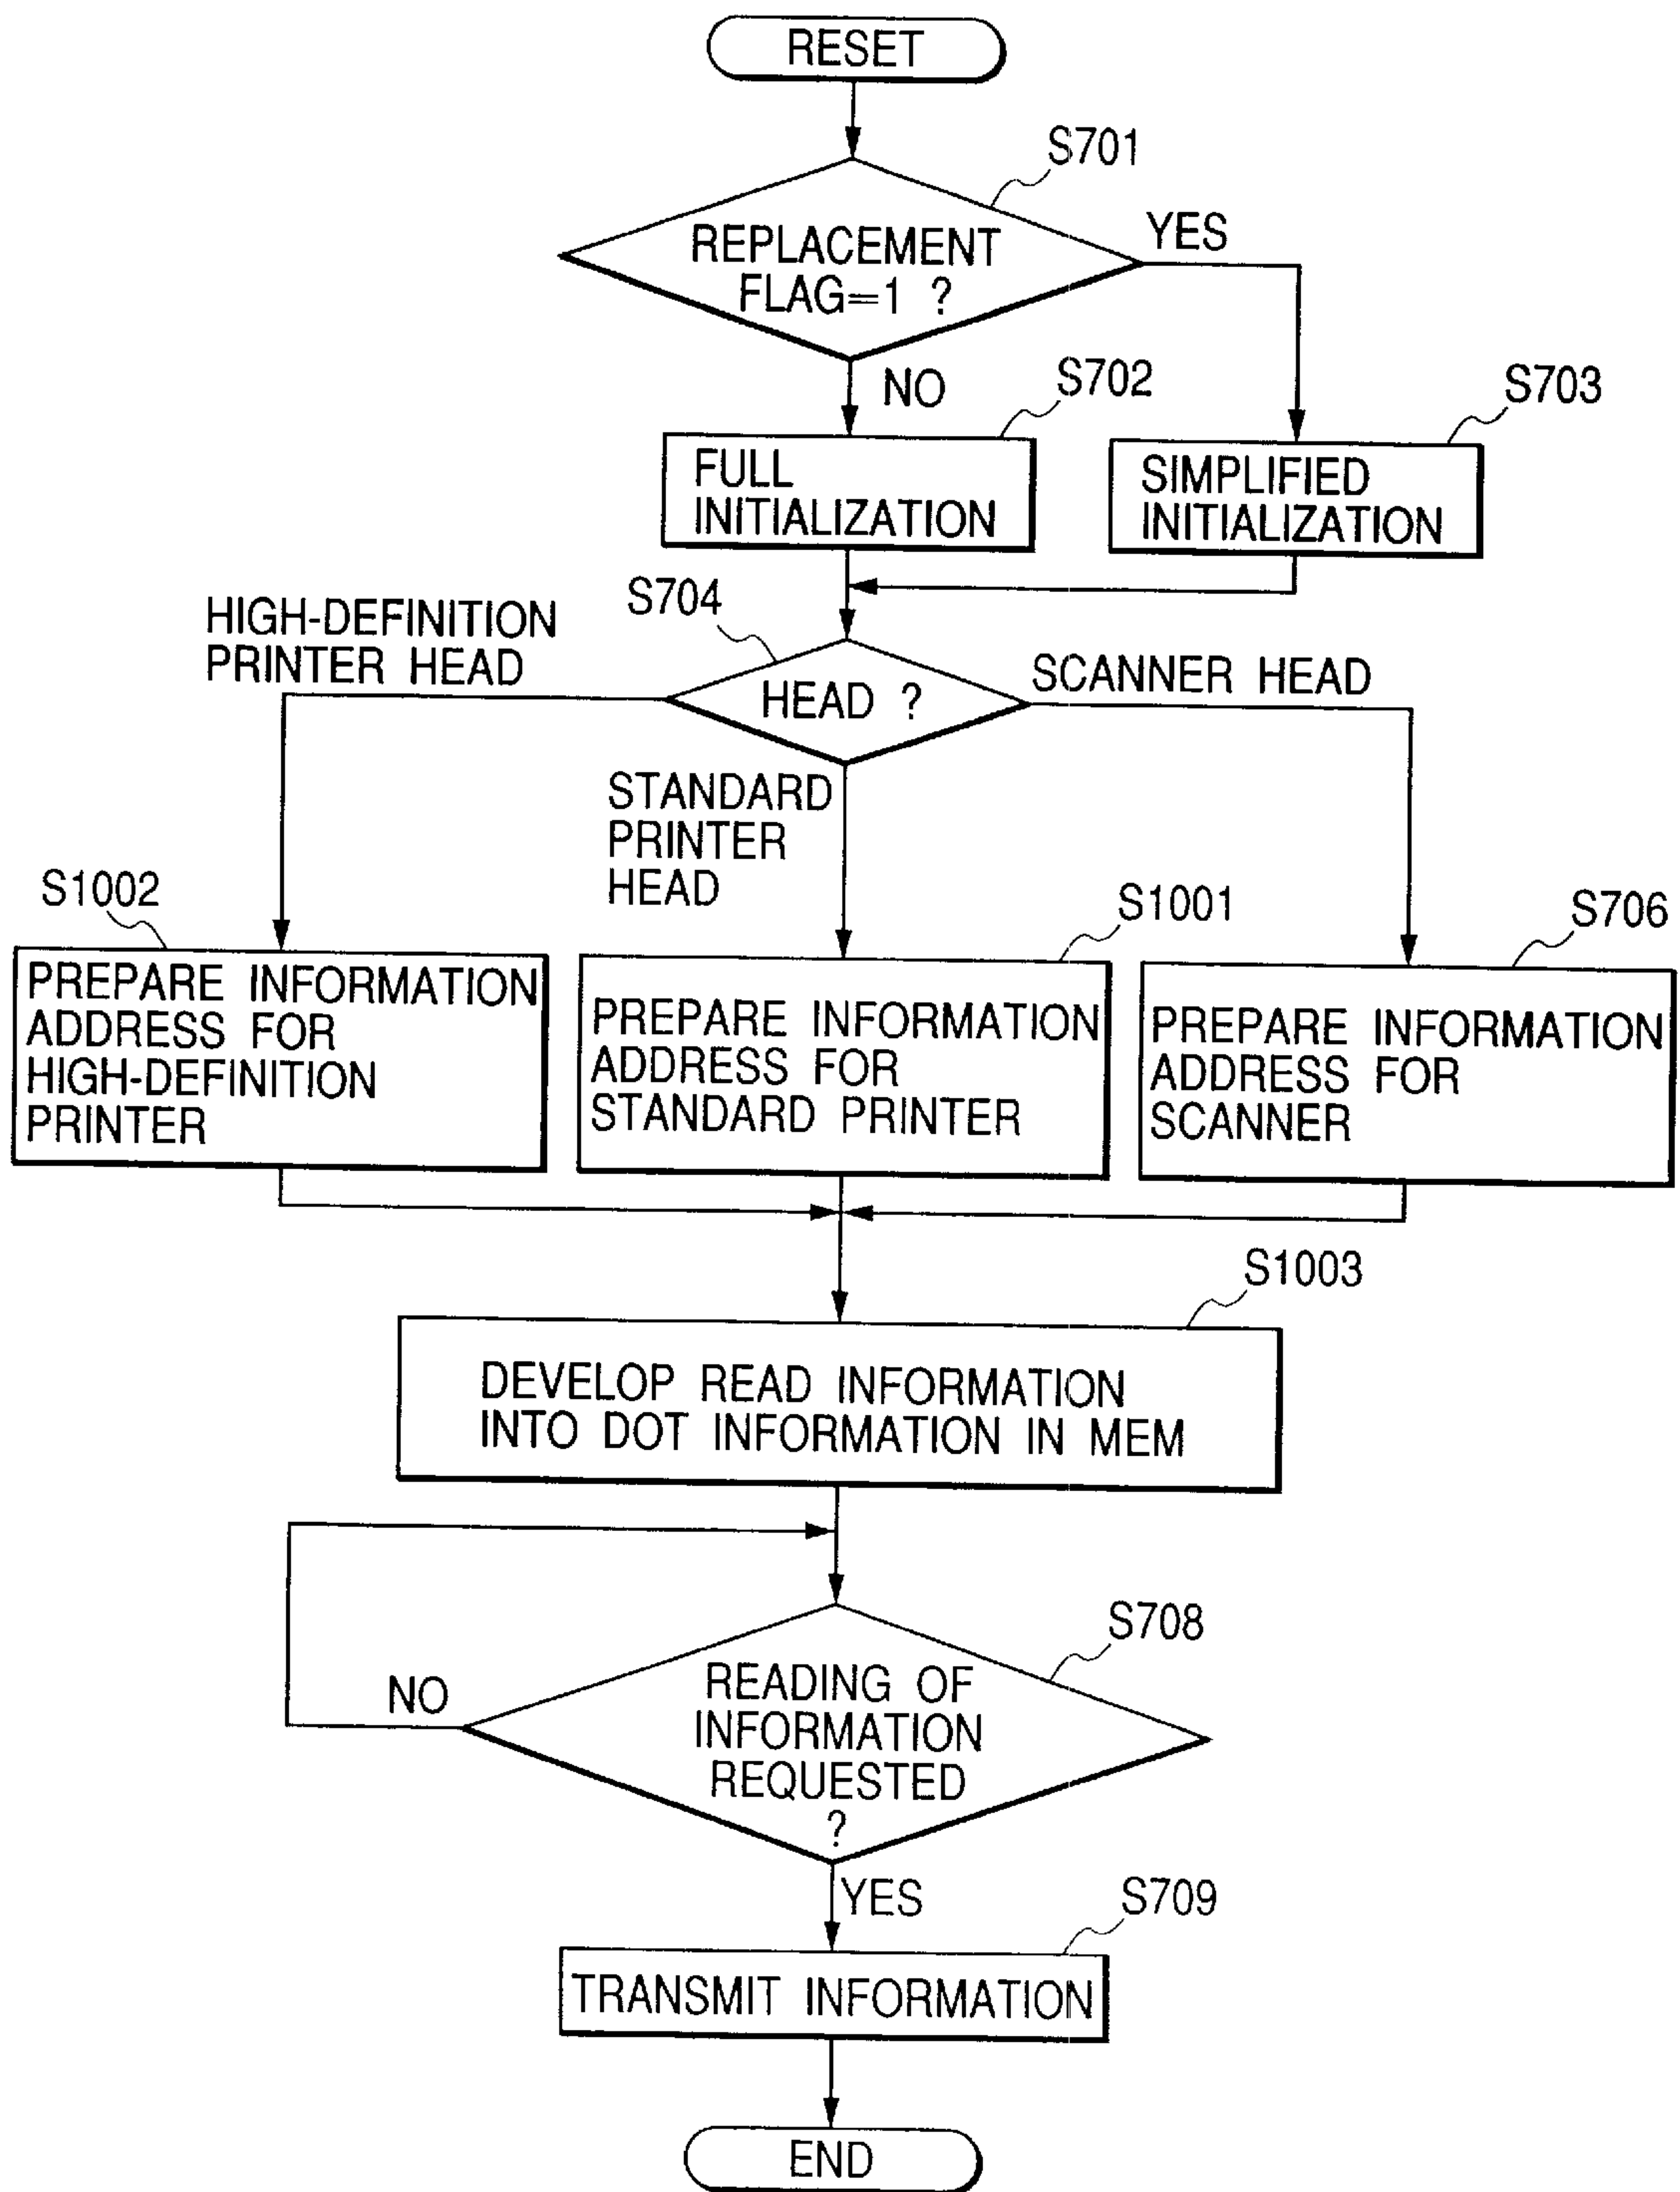 RESET
S701
REPLACEMENT
FLAG=1 ?
YES
NO
S702
S703
FULL
INITIALIZATION
SIMPLIFIED
INITIALIZATION
S704
HIGH-DEFINITION
PRINTER HEAD
HEAD ?
SCANNER HEAD
STANDARD
PRINTER
HEAD
S1002
S1001
S706
PREPARE INFORMATION
ADDRESS FOR
HIGH-DEFINITION
PRINTER
PREPARE INFORMATION
ADDRESS FOR
STANDARD PRINTER
PREPARE INFORMATION
ADDRESS FOR
SCANNER
S1003
DEVELOP READ INFORMATION
INTO DOT INFORMATION IN MEM
S708
NO
READING OF
INFORMATION
REQUESTED
?
YES
S709
TRANSMIT INFORMATION
END